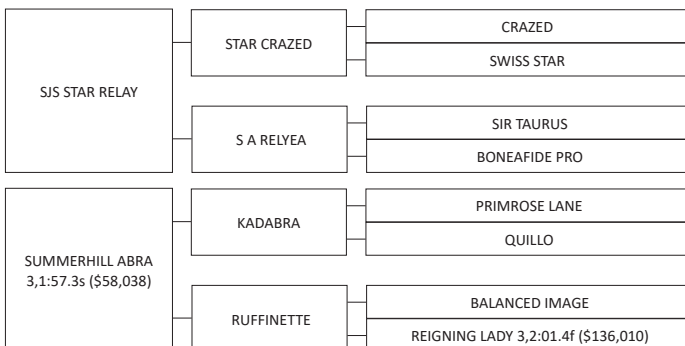 SJS STAR RELAY
STAR CRAZED
CRAZED
SWISS STAR
S A RELYEA
SIR TAURUS
BONEAFIDE PRO
SUMMERHILL ABRA
3,1:57.3s ($58,038)
KADABRA
PRIMROSE LANE
QUILLO
RUFFINETTE
BALANCED IMAGE
REIGNING LADY 3,2:01.4f ($136,010)